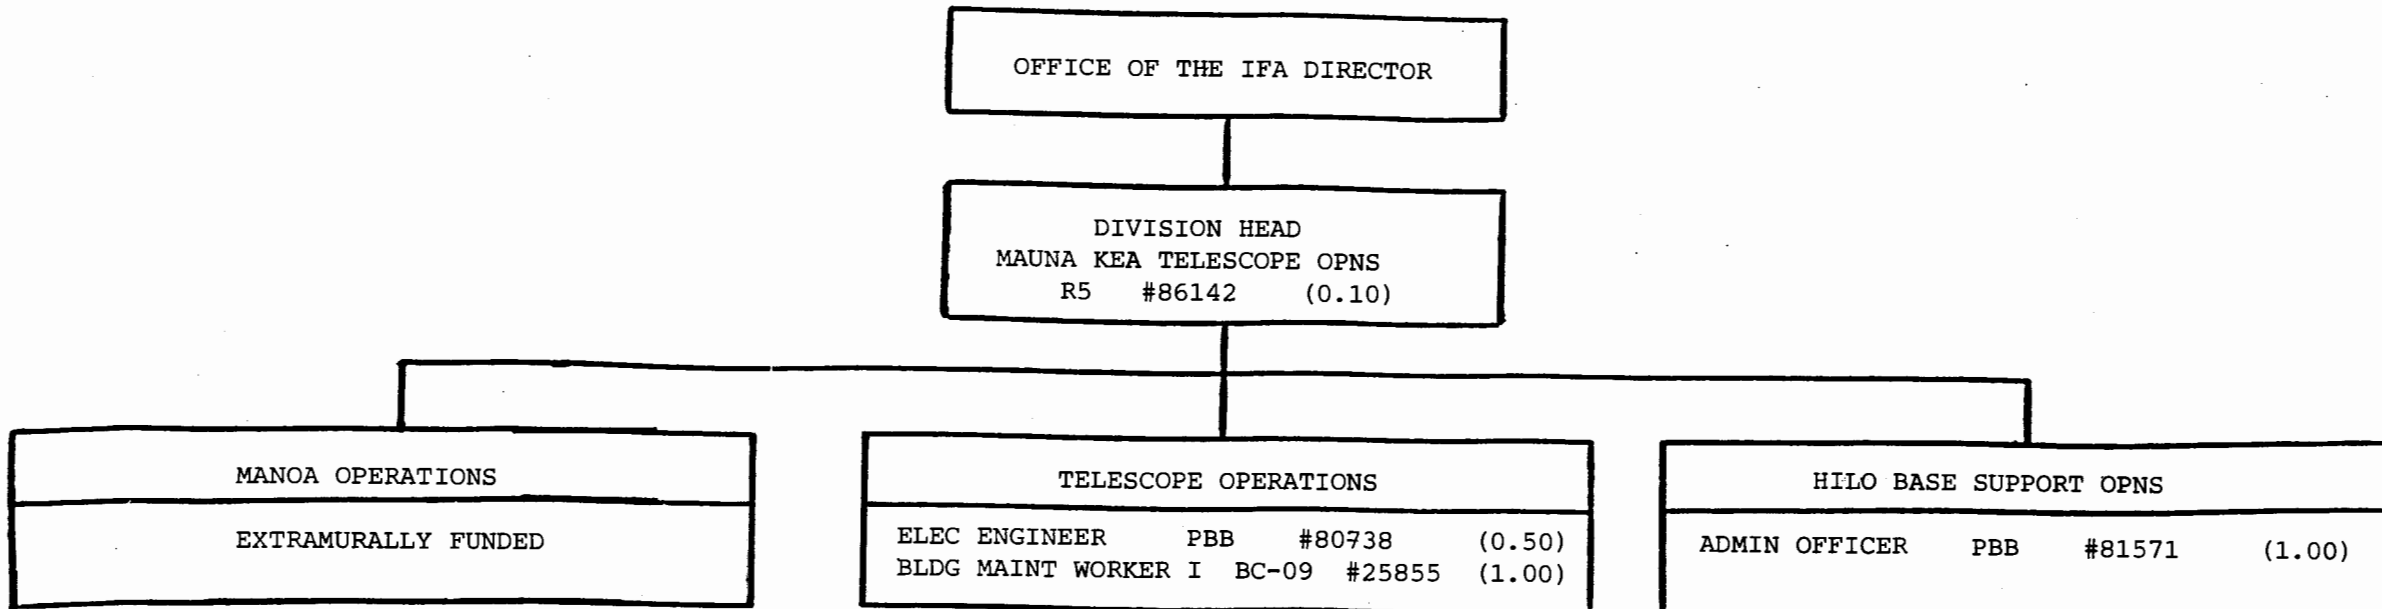 OFFICE OF THE IFA DIRECTOR
DIVISION HEAD
MAUNA KEA TELESCOPE OPNS
R5 #86142 (0.10)
MANOA OPERATIONS
EXTRAMURALLY FUNDED
TELESCOPE OPERATIONS
ELEC ENGINEER PBB #80738 (0.50)
BLDG MAINT WORKER I BC-09 #25855 (1.00)
HILO BASE SUPPORT OPNS
ADMIN OFFICER PBB #81571 (1.00)